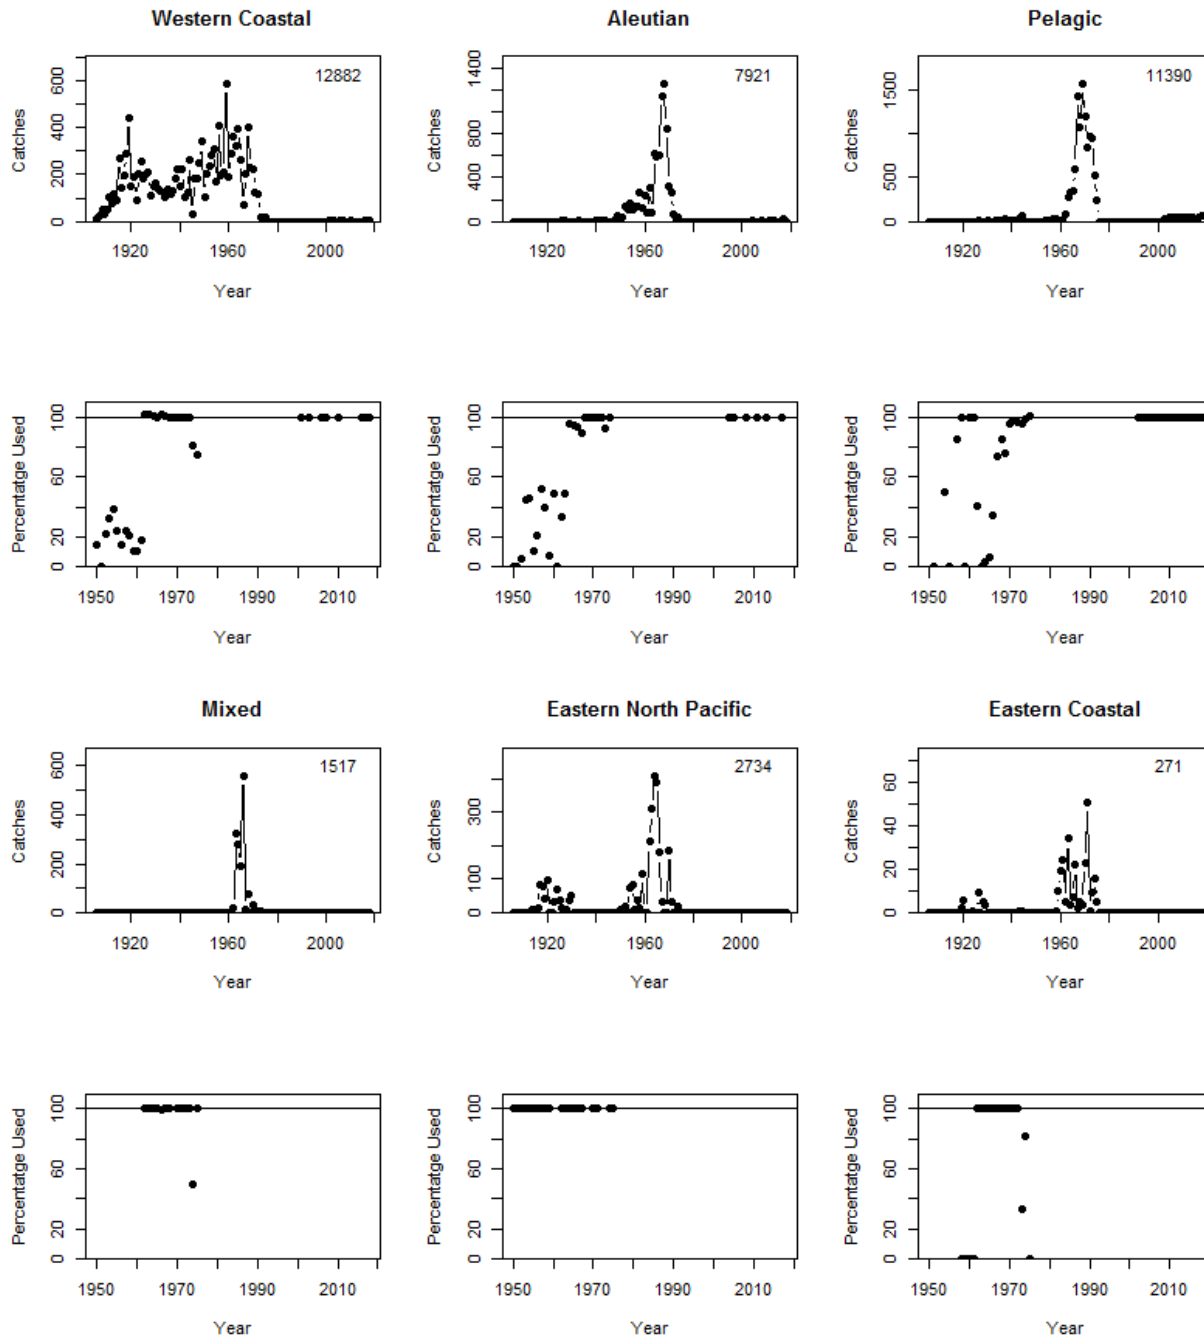 Western Coastal Aleutian Pelagic
12882 7921 11390
Catches Catches Catches
0 200 400 600 0 400 800 1400 0 500 1500
1920 1960 2000 1920 1960 2000 1920 1960 2000
Year Year Year
Percentatge Used Percentatge Used Percentatge Used
0 20 60 100 0 20 60 100 0 20 60 100
1950 1970 1990 2010 1950 1970 1990 2010 1950 1970 1990 2010
Year Year Year
Mixed Eastern North Pacific Eastern Coastal
1517 2734 271
Catches Catches Catches
0 200 400 600 0 100 300 0 20 40 60
1920 1960 2000 1920 1960 2000 1920 1960 2000
Year Year Year
Percentatge Used Percentatge Used Percentatge Used
0 20 60 100 0 20 60 100 0 20 60 100
1950 1970 1990 2010 1950 1970 1990 2010 1950 1970 1990 2010
Year Year Year